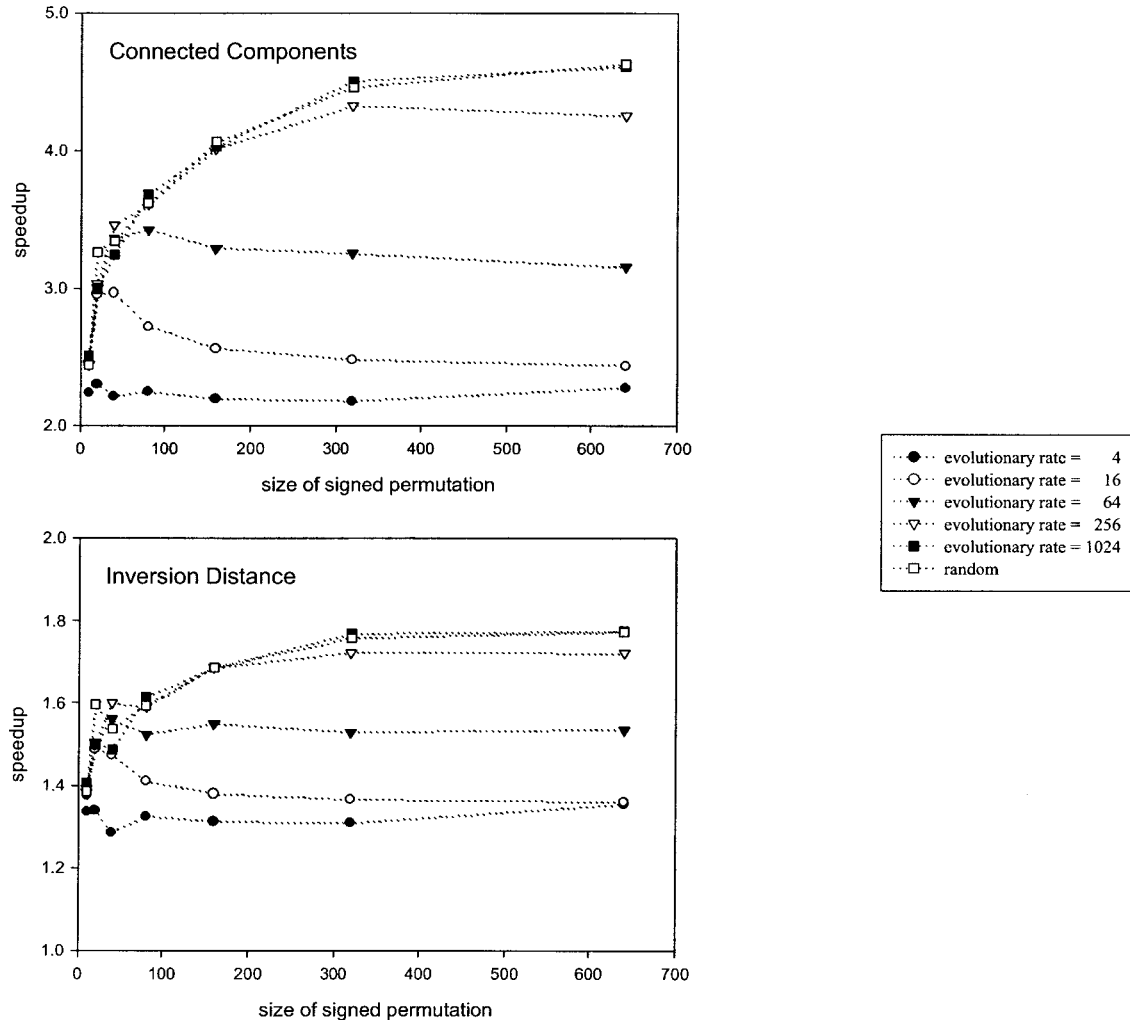 Connected Components
5.0
4.0
3.0
2.0
speedup
0 100 200 300 400 500 600 700
size of signed permutation
evolutionary rate = 4
evolutionary rate = 16
evolutionary rate = 64
evolutionary rate = 256
evolutionary rate = 1024
random
Inversion Distance
2.0
1.8
1.6
1.4
1.2
1.0
speedup
0 100 200 300 400 500 600 700
size of signed permutation